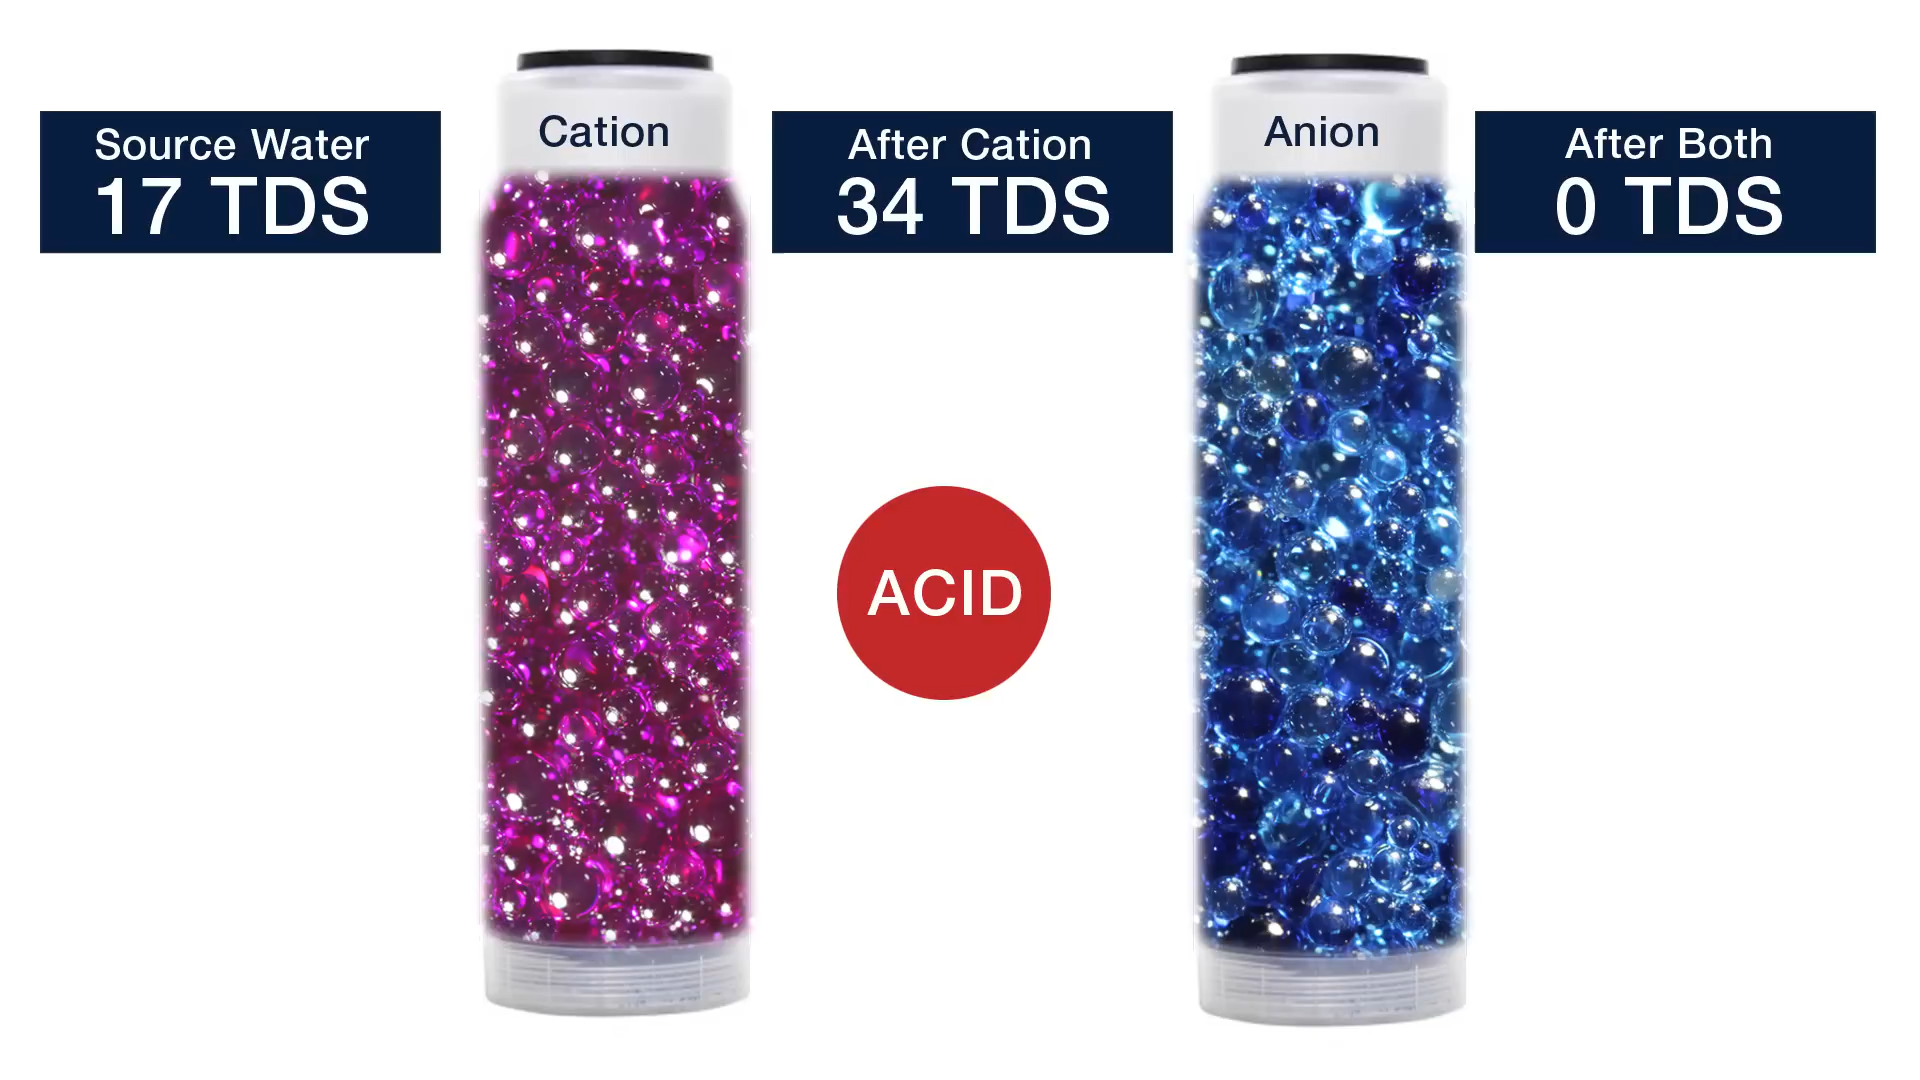 Source Water
17 TDS
Cation
After Cation
34 TDS
Anion
After Both
0 TDS
ACID